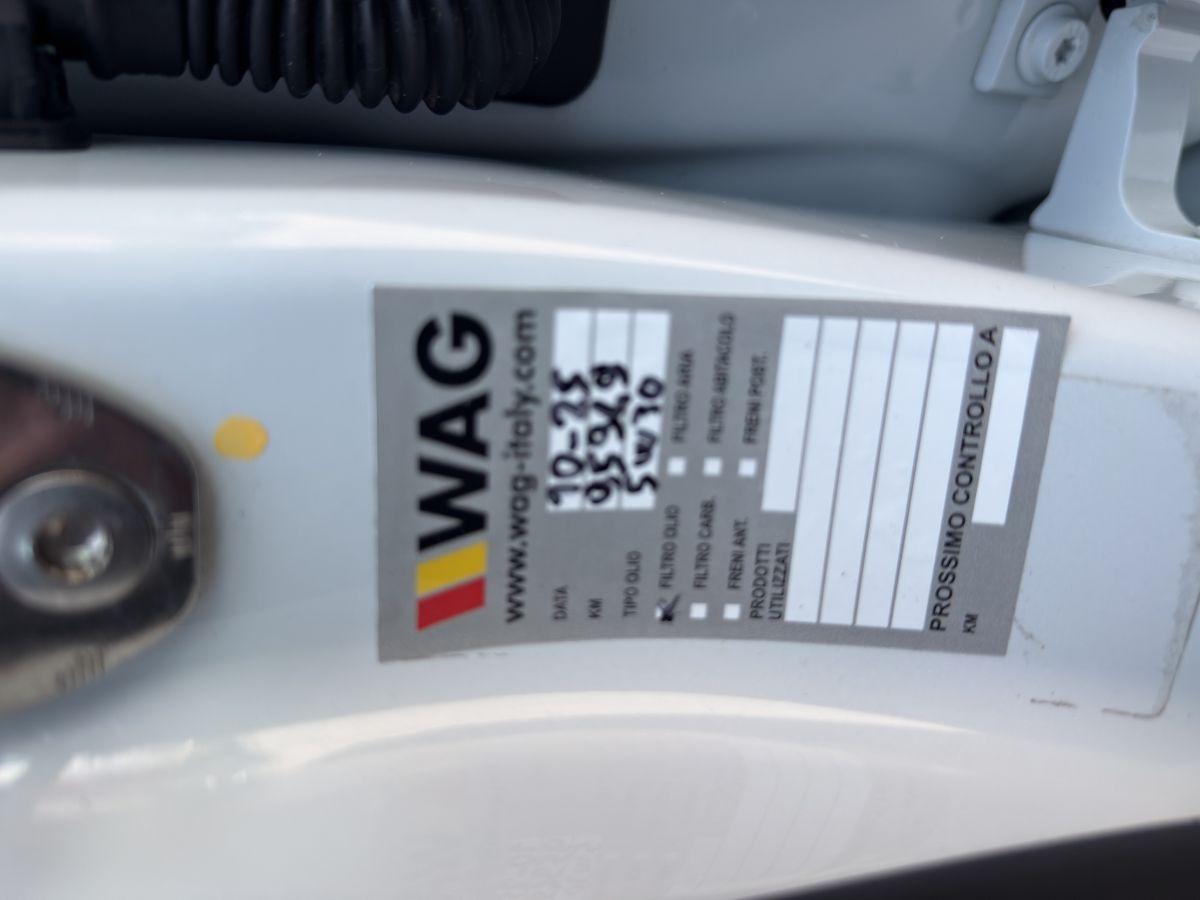 WAG
www.wag-italy.com
DATA 10-25
KM 95949
TIPO OLIO 5W30
FILTRO OLIO FILTRO ARIA
FILTRO CARB. FILTRO ABITACOLO
FRENI ANT. FRENI POST.
PRODOTTI
UTILIZZATI
PROSSIMO CONTROLLO A
KM